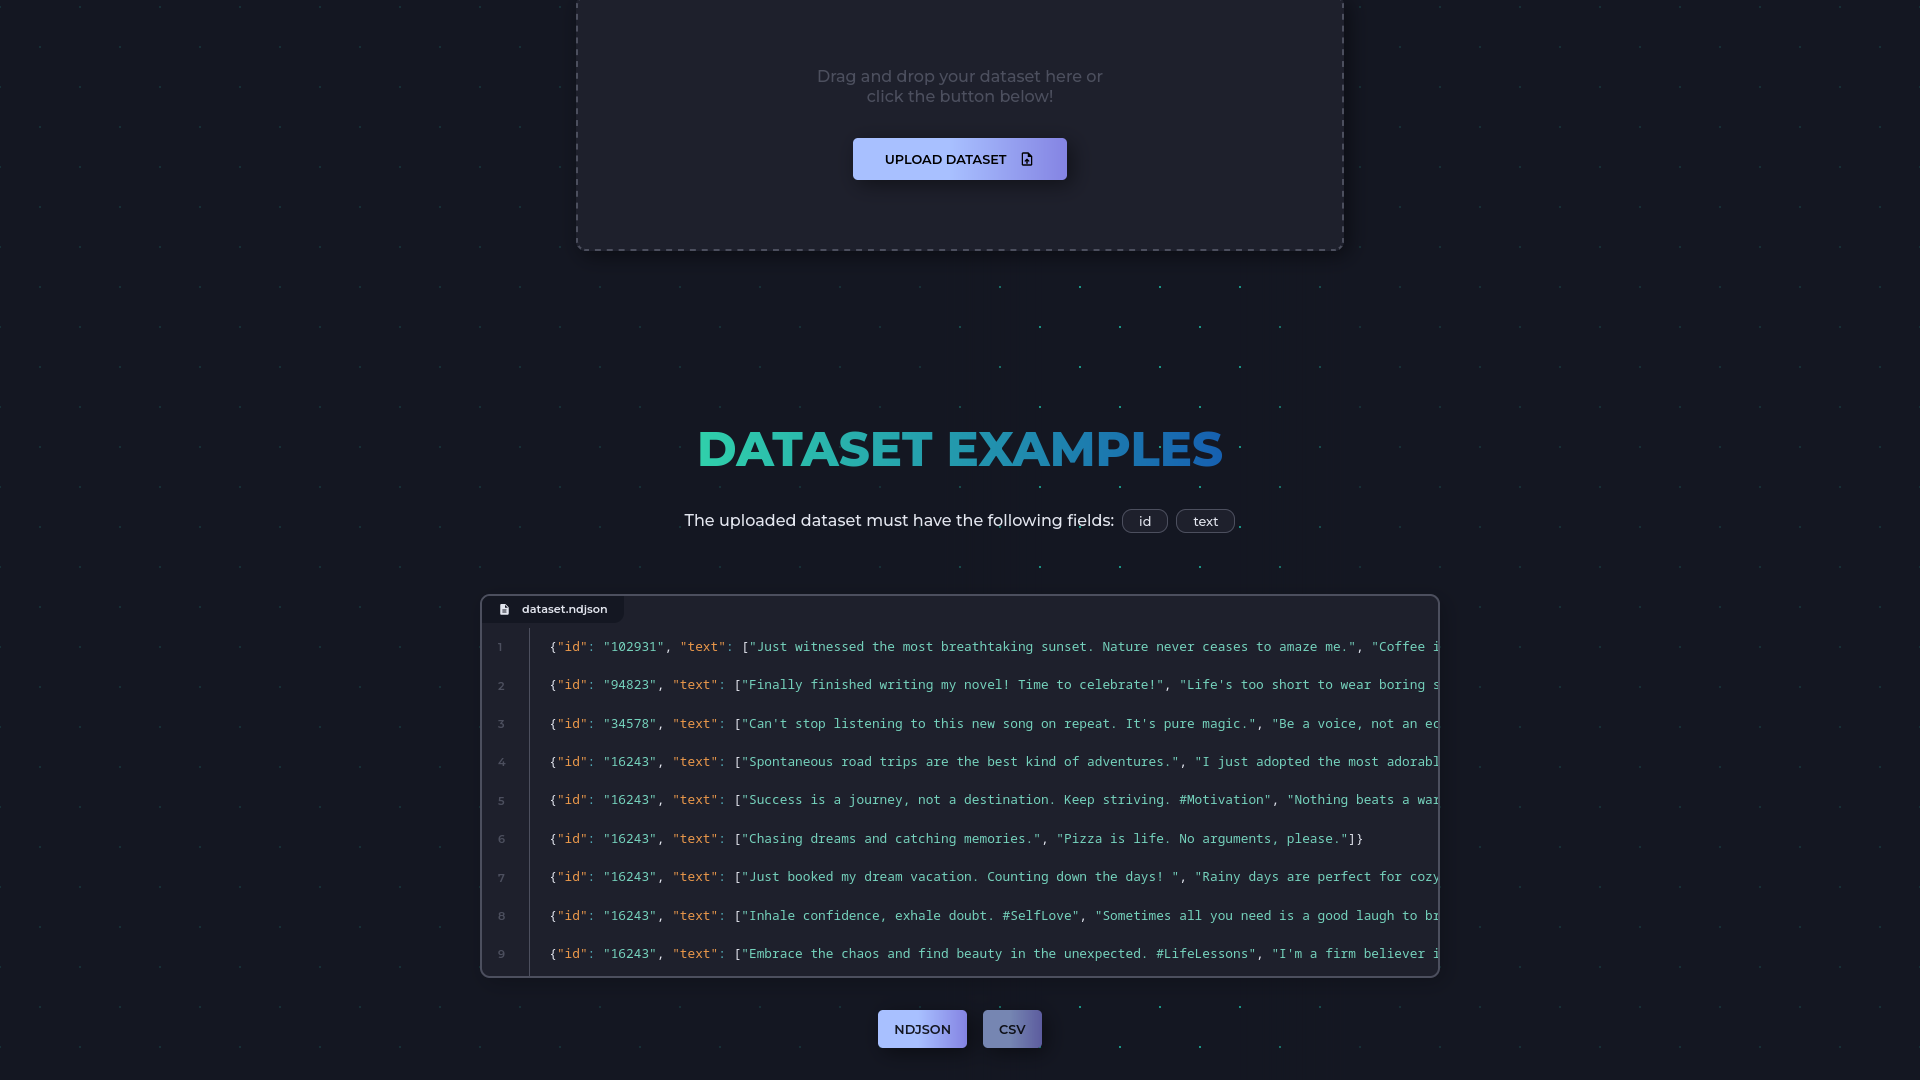 Drag and drop your dataset here or
click the button below!
UPLOAD DATASET
DATASET EXAMPLES
The uploaded dataset must have the following fields: id text
dataset.ndjson
1 {"id": "102931", "text": ["Just witnessed the most breathtaking sunset. Nature never ceases to amaze me.", "Coffee i
2 {"id": "94823", "text": ["Finally finished writing my novel! Time to celebrate!", "Life's too short to wear boring s
3 {"id": "34578", "text": ["Can't stop listening to this new song on repeat. It's pure magic.", "Be a voice, not an ec
4 {"id": "16243", "text": ["Spontaneous road trips are the best kind of adventures.", "I just adopted the most adorabl
5 {"id": "16243", "text": ["Success is a journey, not a destination. Keep striving. #Motivation", "Nothing beats a war
6 {"id": "16243", "text": ["Chasing dreams and catching memories.", "Pizza is life. No arguments, please."]}
7 {"id": "16243", "text": ["Just booked my dream vacation. Counting down the days! ", "Rainy days are perfect for cozy
8 {"id": "16243", "text": ["Inhale confidence, exhale doubt. #SelfLove", "Sometimes all you need is a good laugh to br
9 {"id": "16243", "text": ["Embrace the chaos and find beauty in the unexpected. #LifeLessons", "I'm a firm believer i
NDJSON CSV